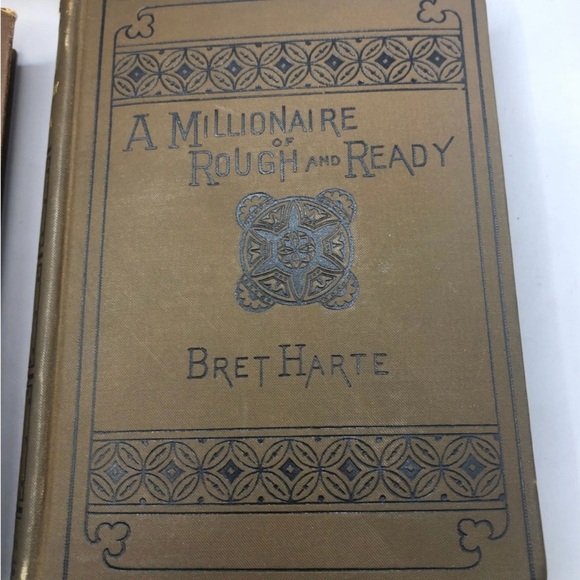 A MILLIONAIRE
OF
ROUGH AND READY
BRET HARTE